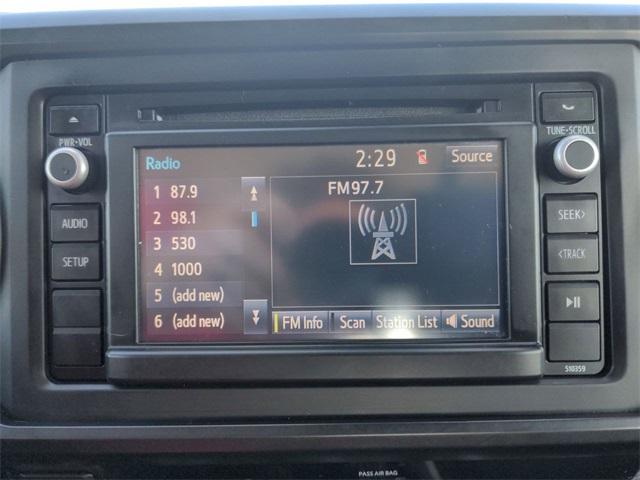 PWR•VOL
TUNE•SCROLL
Radio 2:29 Source
FM97.7
1 87.9
2 98.1
3 530
4 1000
5 (add new)
6 (add new)
FM Info Scan Station List Sound
AUDIO
SETUP
SEEK>
<TRACK
510359
PASS AIR BAG